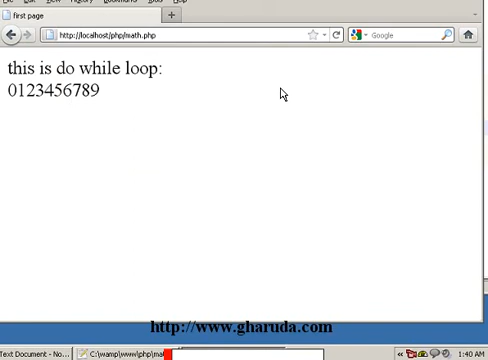 first page
http://localhost/php/math.php
Google
this is do while loop:
0123456789
http://www.gharuda.com
Text Document - No...
C:\wamp\www\php\ma
1:40 AM